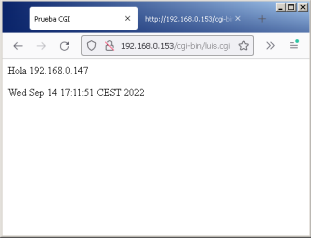 Prueba CGI
http://192.168.0.153/cgi-bi
192.168.0.153/cgi-bin/luis.cgi
Hola 192.168.0.147
Wed Sep 14 17:11:51 CEST 2022